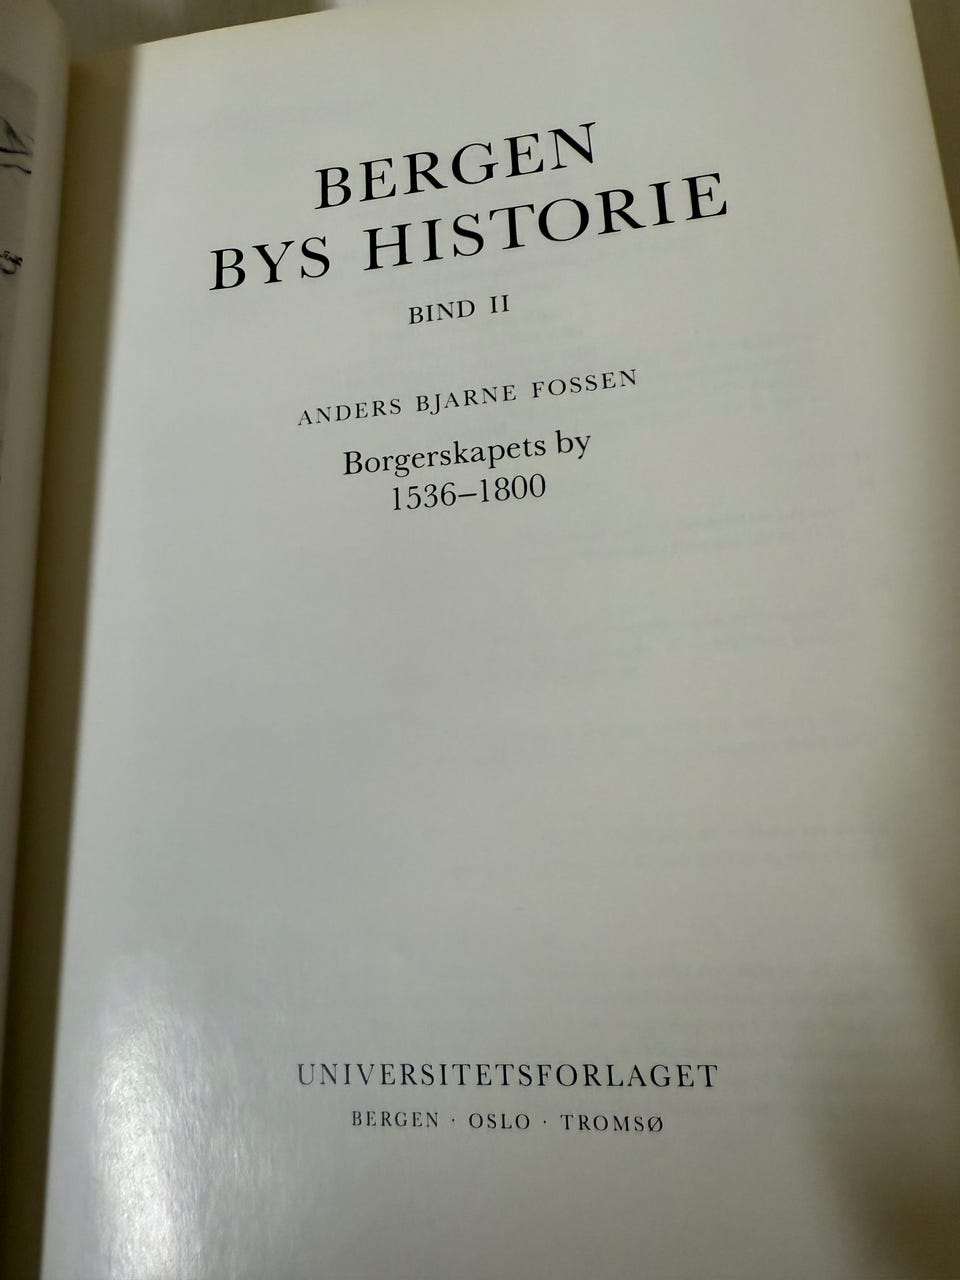 BERGEN
BYS HISTORIE
BIND II
ANDERS BJARNE FOSSEN
Borgerskapets by
1536–1800
UNIVERSITETSFORLAGET
BERGEN · OSLO · TROMSØ